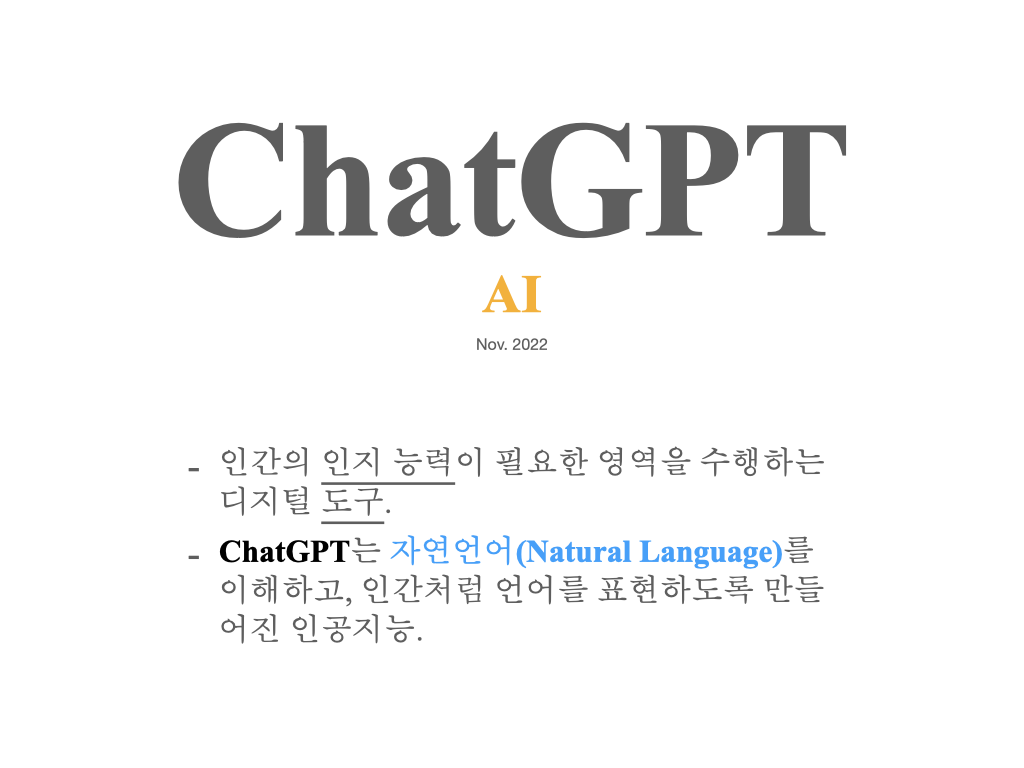 ChatGPT
AI
Nov. 2022
- 인간의 인지 능력이 필요한 영역을 수행하는
디지털 도구.
- ChatGPT는 자연언어(Natural Language)를
이해하고, 인간처럼 언어를 표현하도록 만들
어진 인공지능.